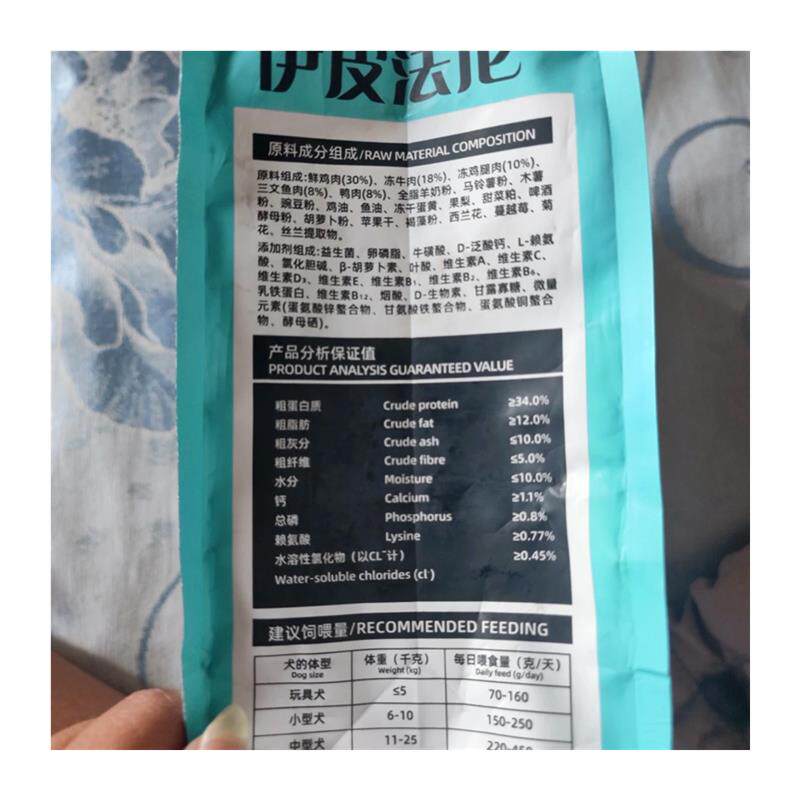 伊皮法尼
原料成分组成/RAW MATERIAL COMPOSITION
原料组成:鲜鸡肉(30%)、冻牛肉(18%)、冻鸡腿肉(10%)、
三文鱼肉(8%)、鸭肉(8%)、全脂羊奶粉、马铃薯粉、木薯
粉、豌豆粉、鸡油、鱼油、冻干蛋黄、果梨、甜菜粕、啤酒
酵母粉、胡萝卜粉、苹果干、褐藻粉、西兰花、蔓越莓、菊
花、丝兰提取物。
添加剂组成:益生菌、卵磷脂、牛磺酸、D-泛酸钙、L-赖氨
酸、氯化胆碱、β-胡萝卜素、叶酸、维生素A、维生素C、
维生素D₃、维生素E、维生素B₁、维生素B₂、维生素B₆、
乳铁蛋白、维生素B₁₂、烟酸、D-生物素、甘露寡糖、微量
元素(蛋氨酸锌螯合物、甘氨酸铁螯合物、蛋氨酸铜螯合
物、酵母硒)。
产品分析保证值
PRODUCT ANALYSIS GUARANTEED VALUE
粗蛋白质 Crude protein ≥34.0%
粗脂肪 Crude fat ≥12.0%
粗灰分 Crude ash ≤10.0%
粗纤维 Crude fibre ≤5.0%
水分 Moisture ≤10.0%
钙 Calcium ≥1.1%
总磷 Phosphorus ≥0.8%
赖氨酸 Lysine ≥0.77%
水溶性氯化物（以CL⁻计） ≥0.45%
Water-soluble chlorides (cl⁻)
建议饲喂量/RECOMMENDED FEEDING
犬的体型 体重（千克） 每日喂食量（克/天）
Dog size Weight (kg) Daily feed (g/day)
玩具犬 ≤5 70-160
小型犬 6-10 150-250
中型犬 11-25 220-450